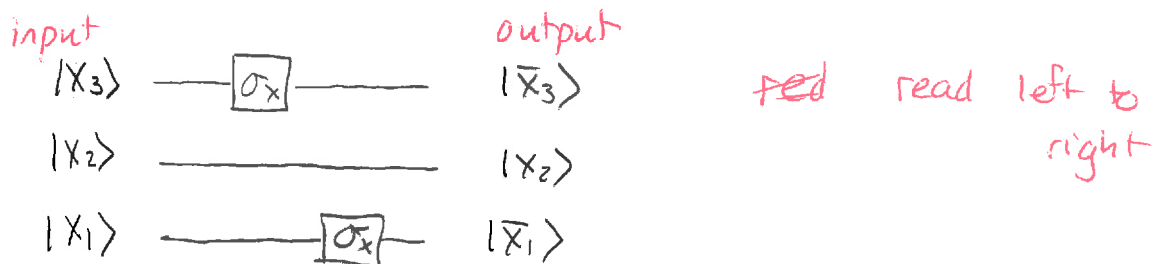 input output
|x3⟩ σx |x̄3⟩ red read left to
right
|x2⟩ |x2⟩
|x1⟩ σx |x̄1⟩